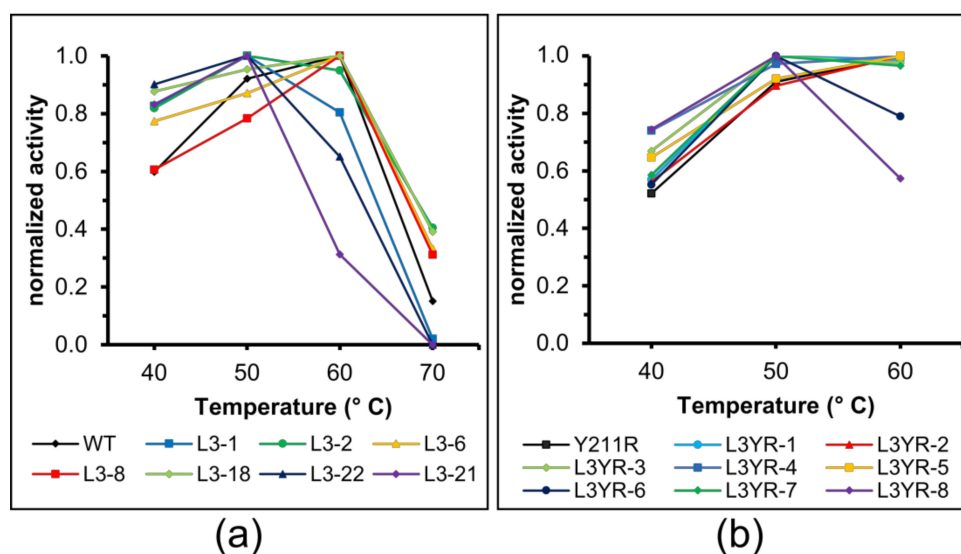 1.0
0.8
0.6
0.4
0.2
0.0
normalized activity
40 50 60 70
Temperature (° C)
WT L3-1 L3-2 L3-6
L3-8 L3-18 L3-22 L3-21
(a)
1.0
0.8
0.6
0.4
0.2
0.0
normalized activity
40 50 60
Temperature (° C)
Y211R L3YR-1 L3YR-2
L3YR-3 L3YR-4 L3YR-5
L3YR-6 L3YR-7 L3YR-8
(b)